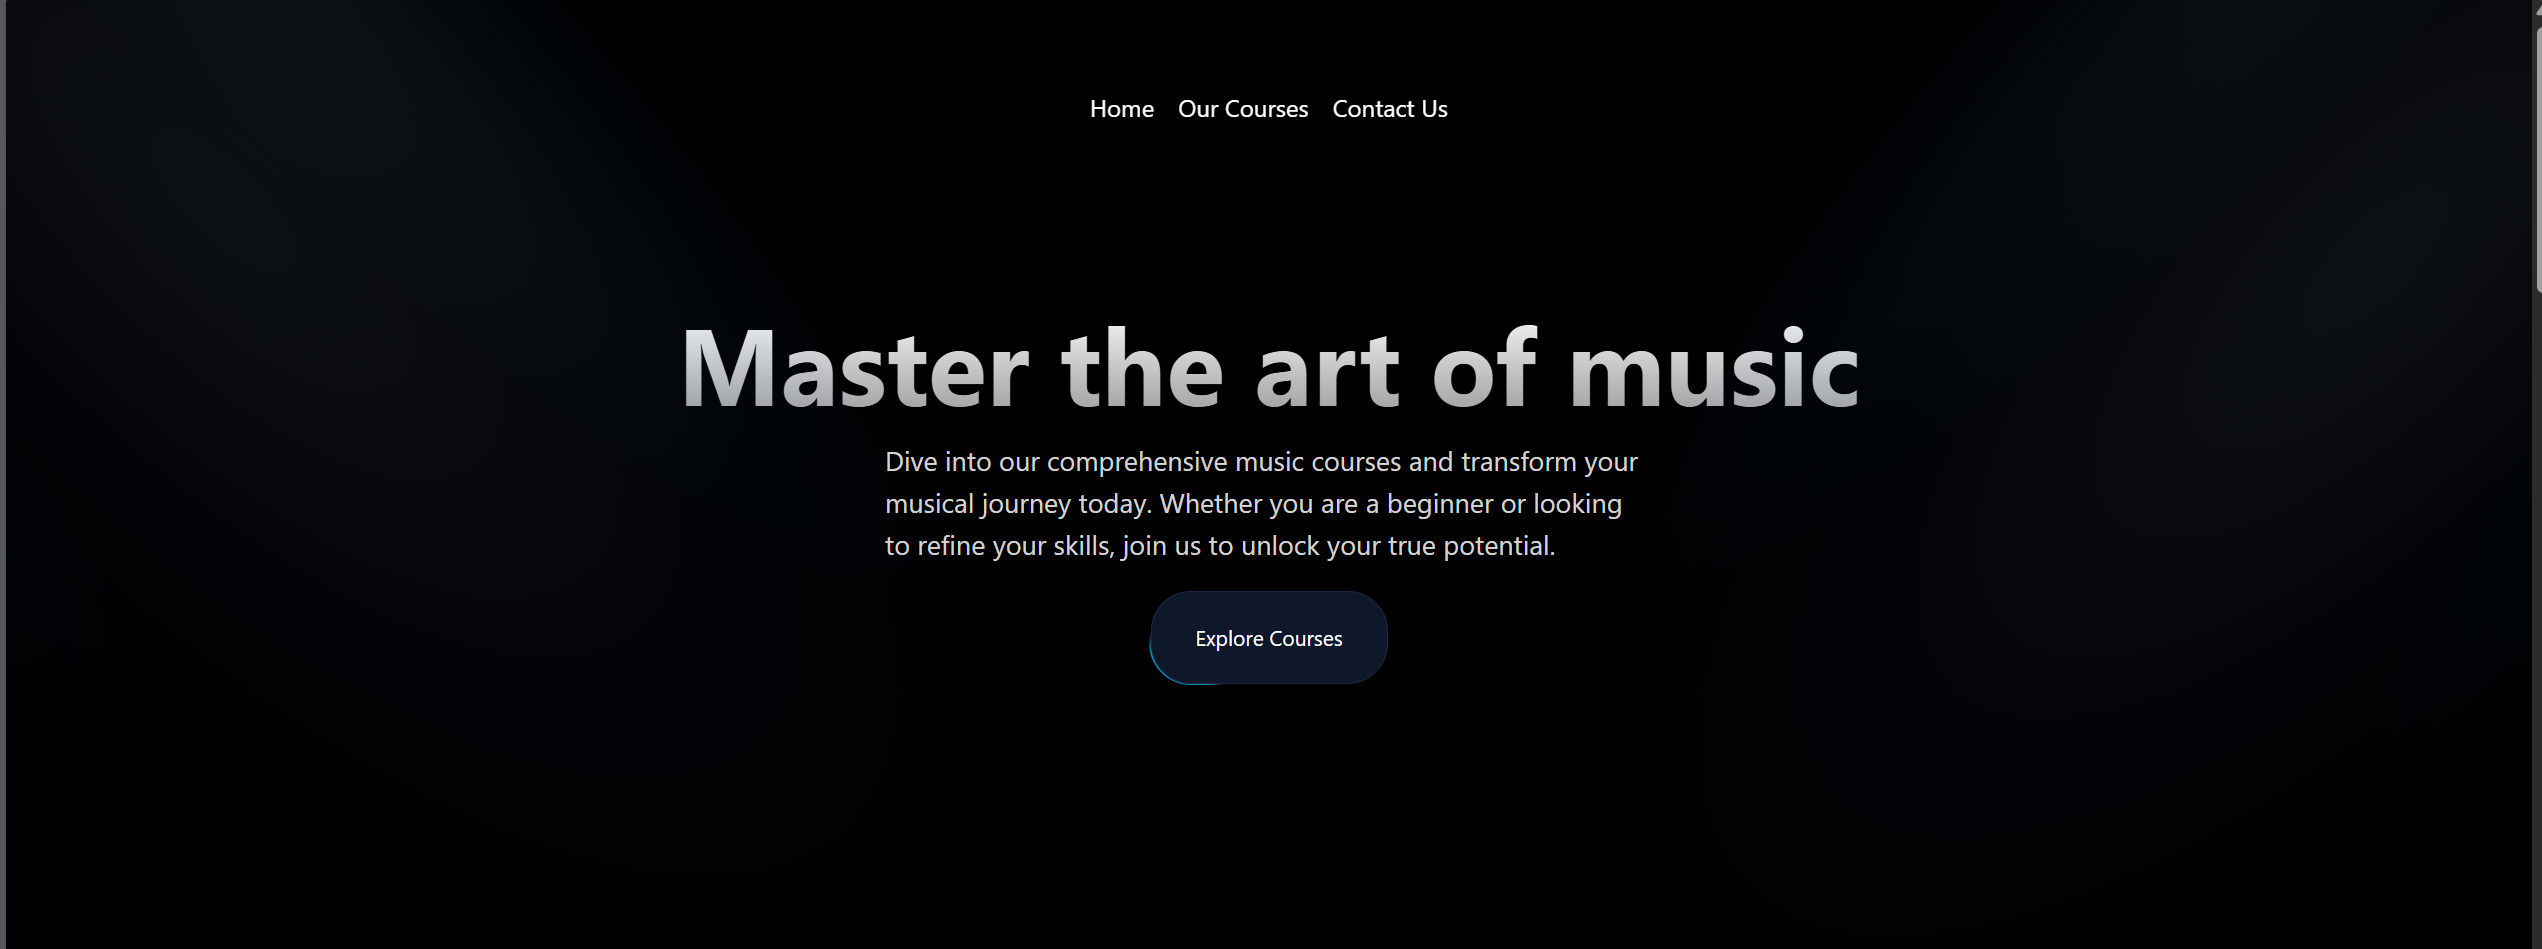 Home Our Courses Contact Us
Master the art of music
Dive into our comprehensive music courses and transform your
musical journey today. Whether you are a beginner or looking
to refine your skills, join us to unlock your true potential.
Explore Courses